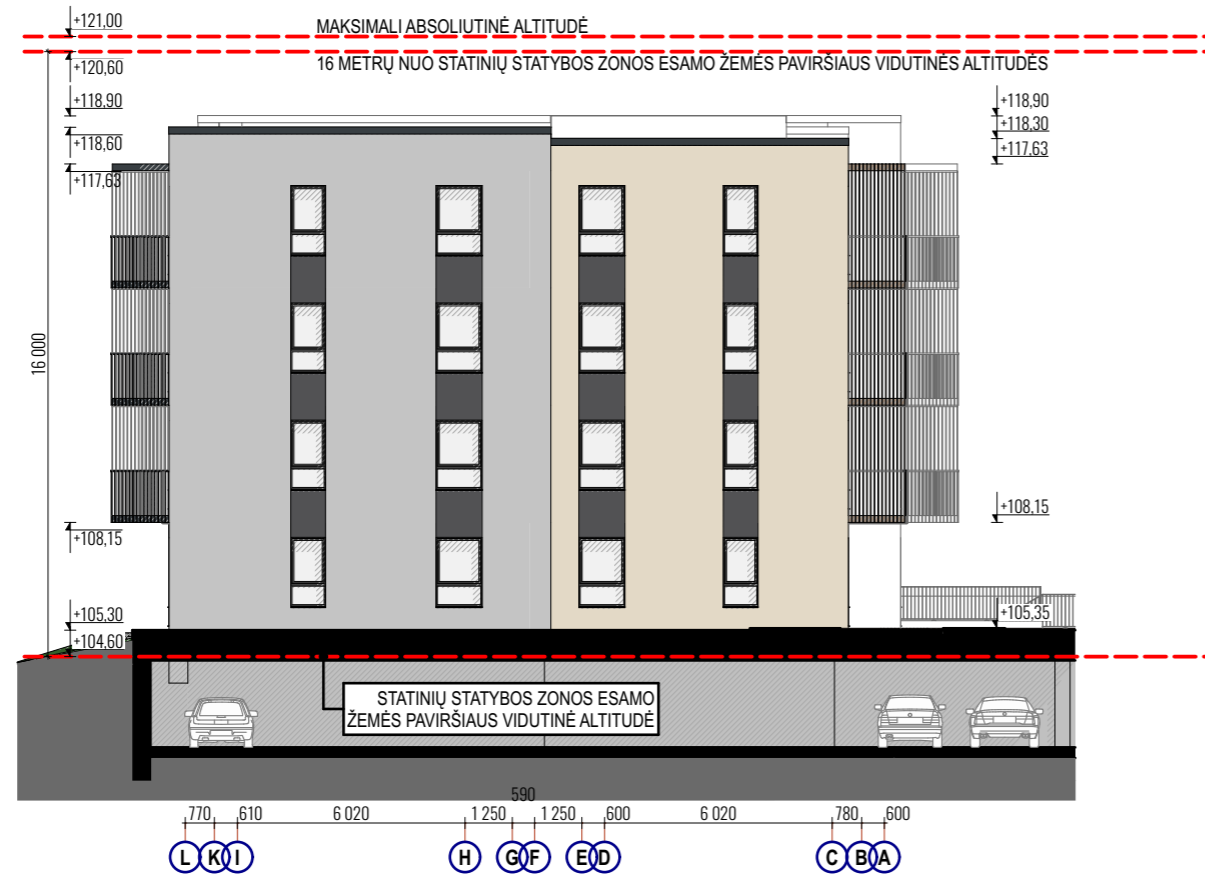 +121,00
MAKSIMALI ABSOLIUTINĖ ALTITUDĖ
+120,60
16 METRŲ NUO STATINIŲ STATYBOS ZONOS ESAMO ŽEMĖS PAVIRŠIAUS VIDUTINĖS ALTITUDĖS
+118,90
+118,60
+117,63
+118,90
+118,30
+117,63
16 000
+108,15
+108,15
+105,30
+104,60
+105,35
STATINIŲ STATYBOS ZONOS ESAMO
ŽEMĖS PAVIRŠIAUS VIDUTINĖ ALTITUDĖ
590
770 610 6 020 1 250 1 250 600 6 020 780 600
L K I H G F E D C B A